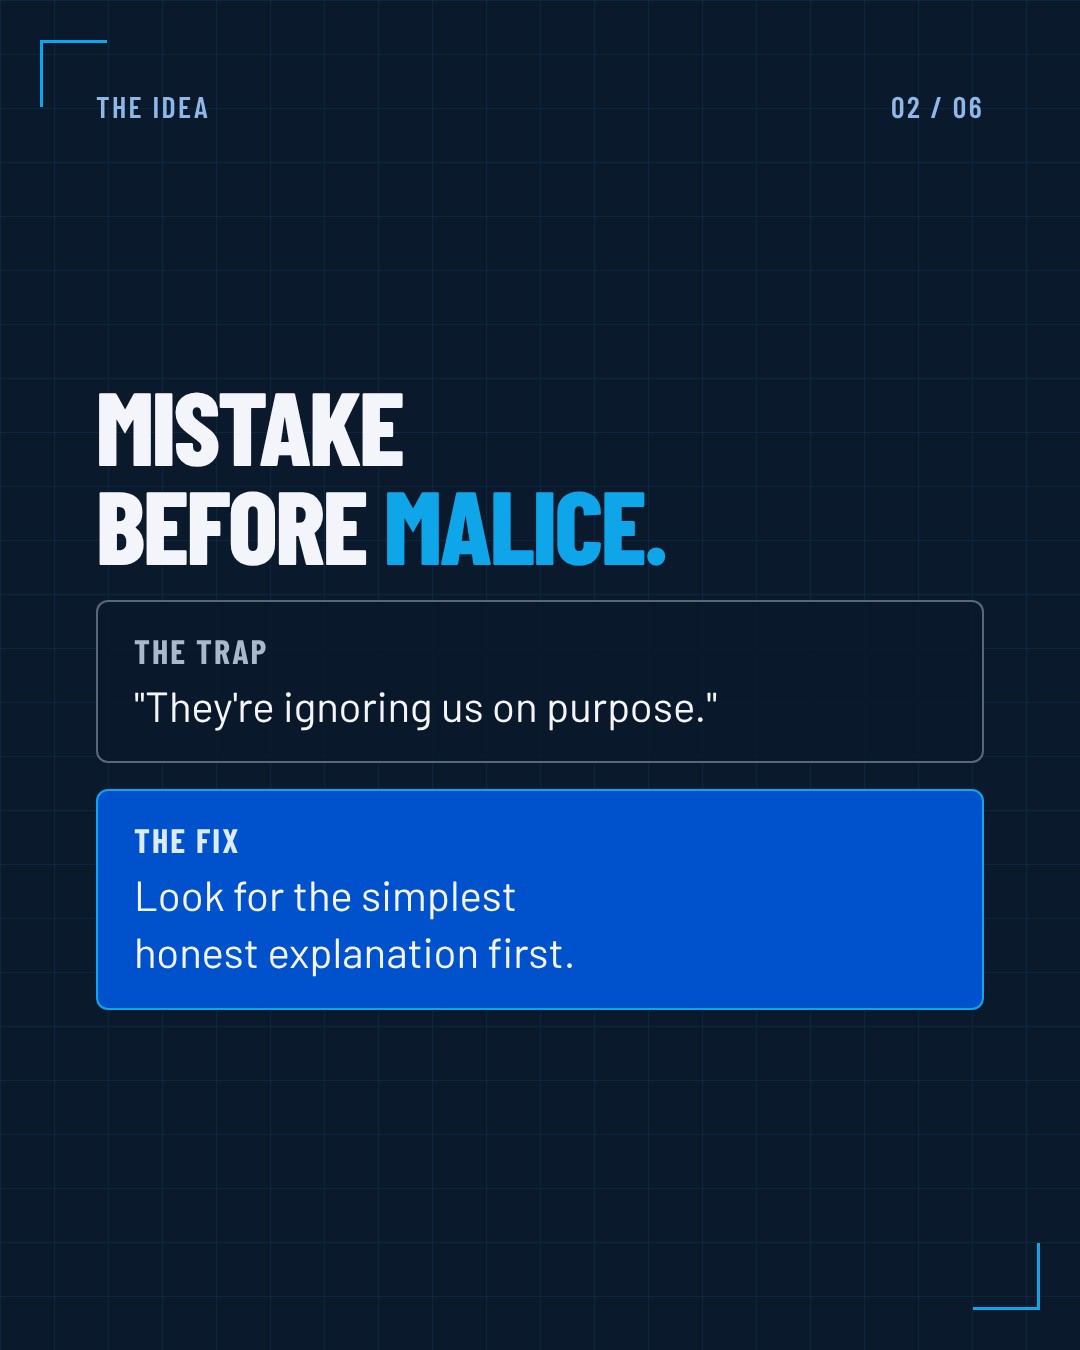 THE IDEA
02 / 06
MISTAKE
BEFORE MALICE.
THE TRAP
"They're ignoring us on purpose."
THE FIX
Look for the simplest
honest explanation first.